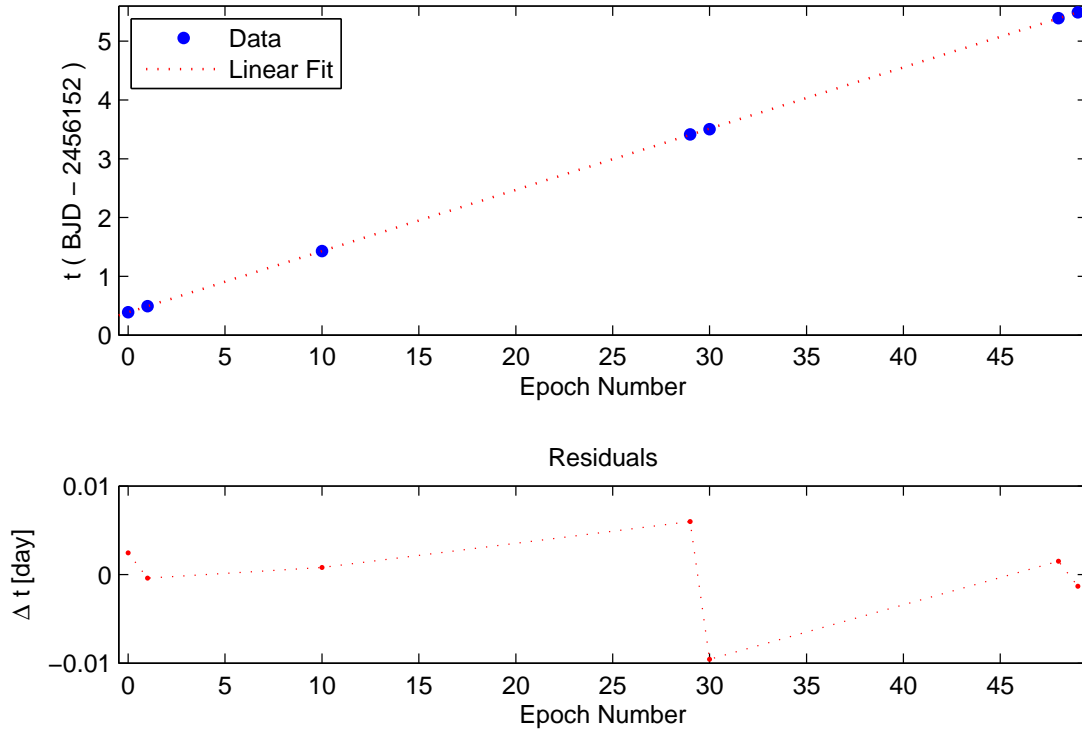 t ( BJD − 2456152 )
5
4
3
2
1
0
Data
Linear Fit
0 5 10 15 20 25 30 35 40 45
Epoch Number
Residuals
Δ t [day]
0.01
0
−0.01
0 5 10 15 20 25 30 35 40 45
Epoch Number